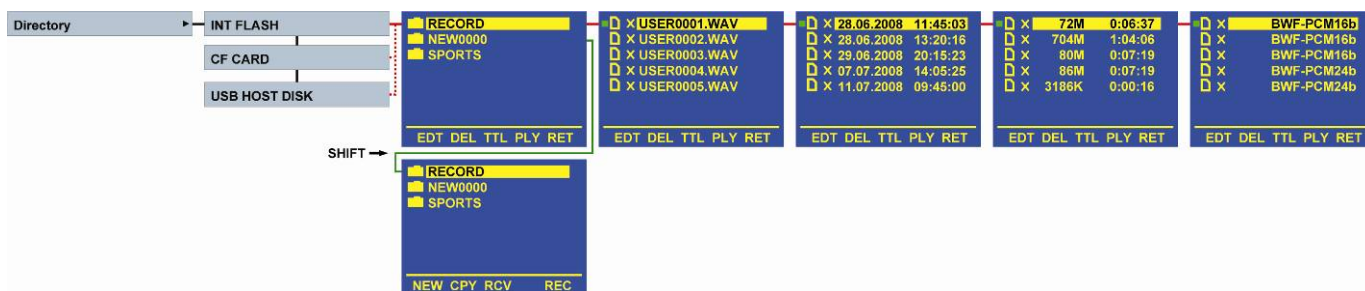 Directory
INT FLASH
CF CARD
USB HOST DISK
RECORD
NEW0000
SPORTS
EDT DEL TTL PLY RET
X USER0001.WAV
X USER0002.WAV
X USER0003.WAV
X USER0004.WAV
X USER0005.WAV
EDT DEL TTL PLY RET
X 28.06.2008 11:45:03
X 28.06.2008 13:20:16
X 29.06.2008 20:15:23
X 07.07.2008 14:05:25
X 11.07.2008 09:45:00
EDT DEL TTL PLY RET
X 72M 0:06:37
X 704M 1:04:06
X 80M 0:07:19
X 86M 0:07:19
X 3186K 0:00:16
EDT DEL TTL PLY RET
X BWF-PCM16b
X BWF-PCM16b
X BWF-PCM16b
X BWF-PCM24b
X BWF-PCM24b
EDT DEL TTL PLY RET
SHIFT
RECORD
NEW0000
SPORTS
NEW CPY RCV REC